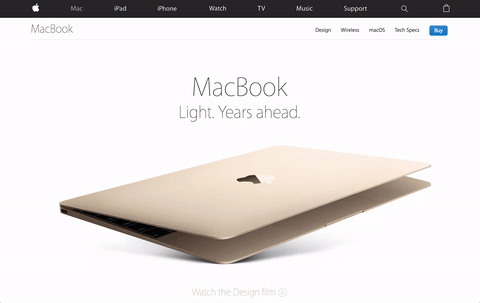 Mac iPad iPhone Watch TV Music Support
MacBook Design Wireless macOS Tech Specs Buy
MacBook
Light. Years ahead.
Watch the Design film